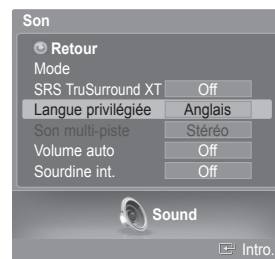 Son
Retour
Mode
SRS TruSurround XT Off
Langue privilégiée Anglais
Son multi-piste Stéréo
Volume auto Off
Sourdine int. Off
Sound
Intro.